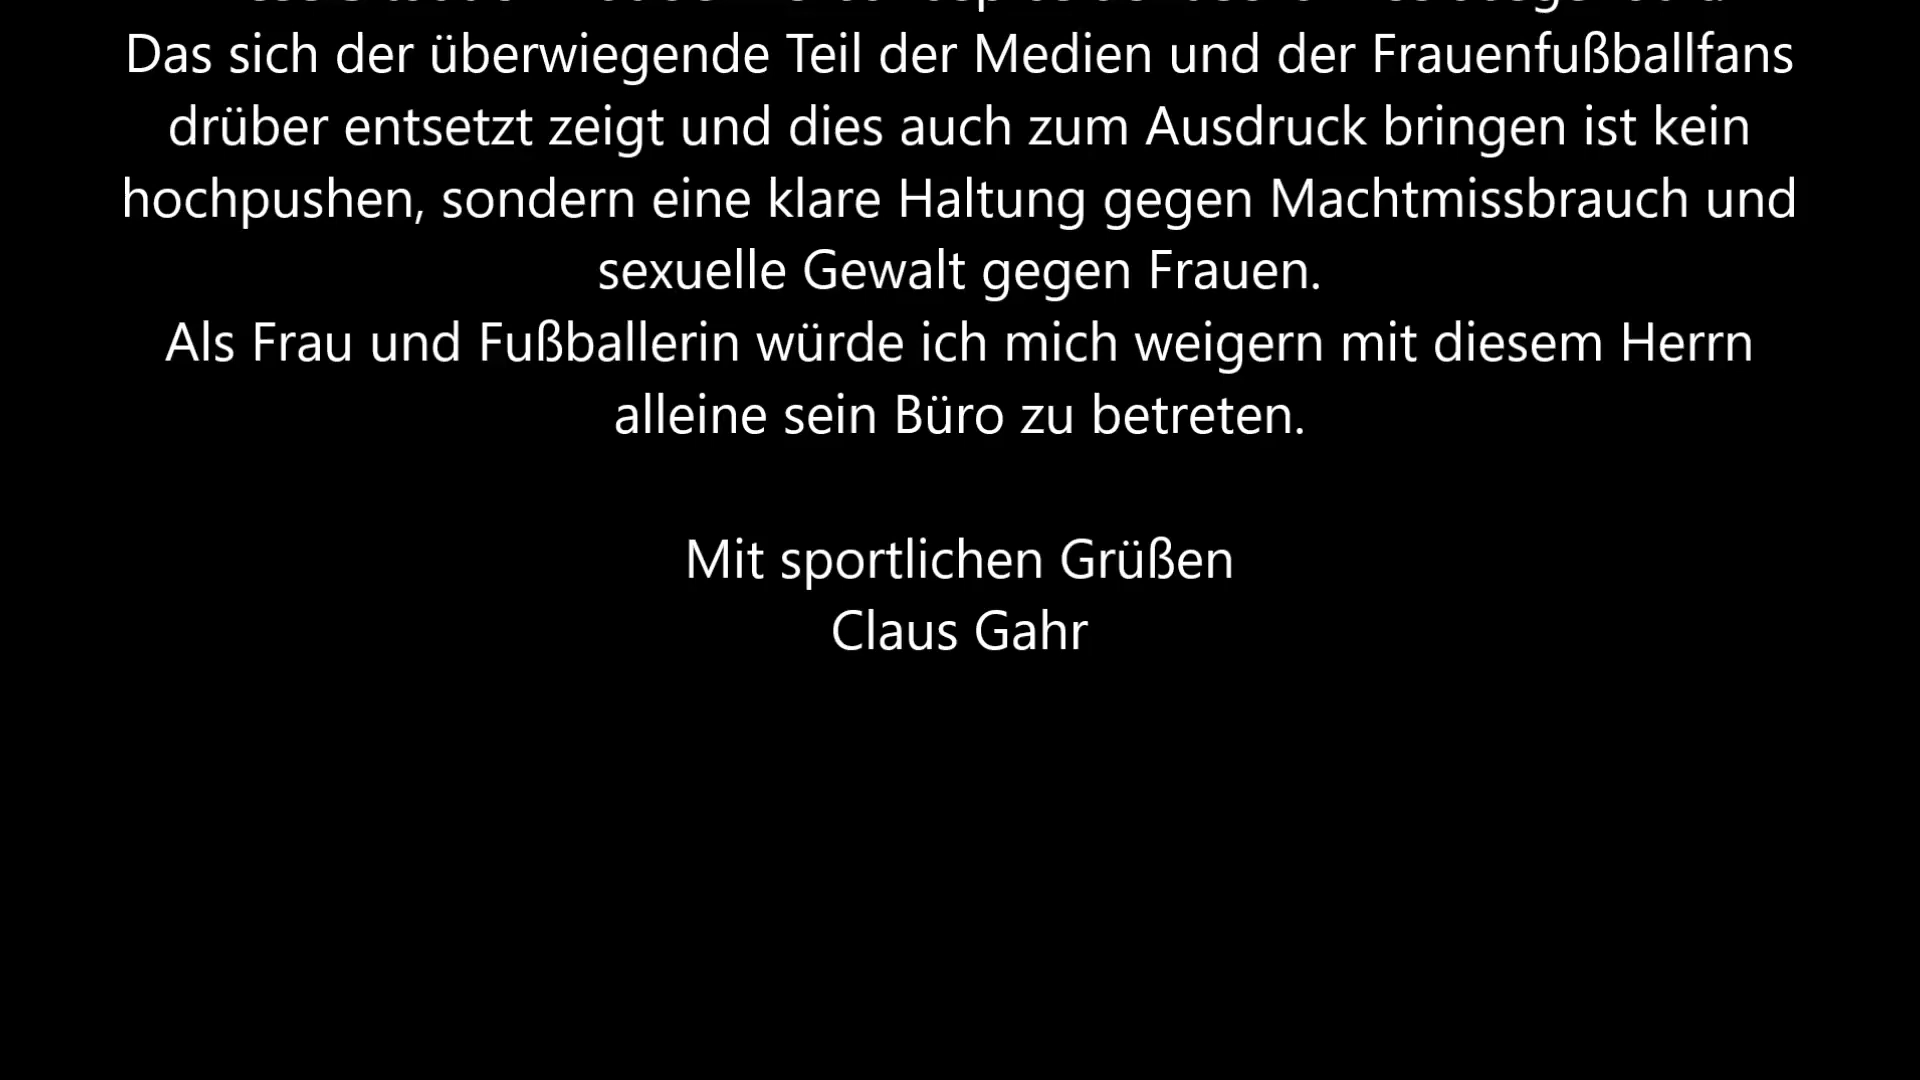 Das sich der überwiegende Teil der Medien und der Frauenfußballfans
drüber entsetzt zeigt und dies auch zum Ausdruck bringen ist kein
hochpushen, sondern eine klare Haltung gegen Machtmissbrauch und
sexuelle Gewalt gegen Frauen.
Als Frau und Fußballerin würde ich mich weigern mit diesem Herrn
alleine sein Büro zu betreten.
Mit sportlichen Grüßen
Claus Gahr